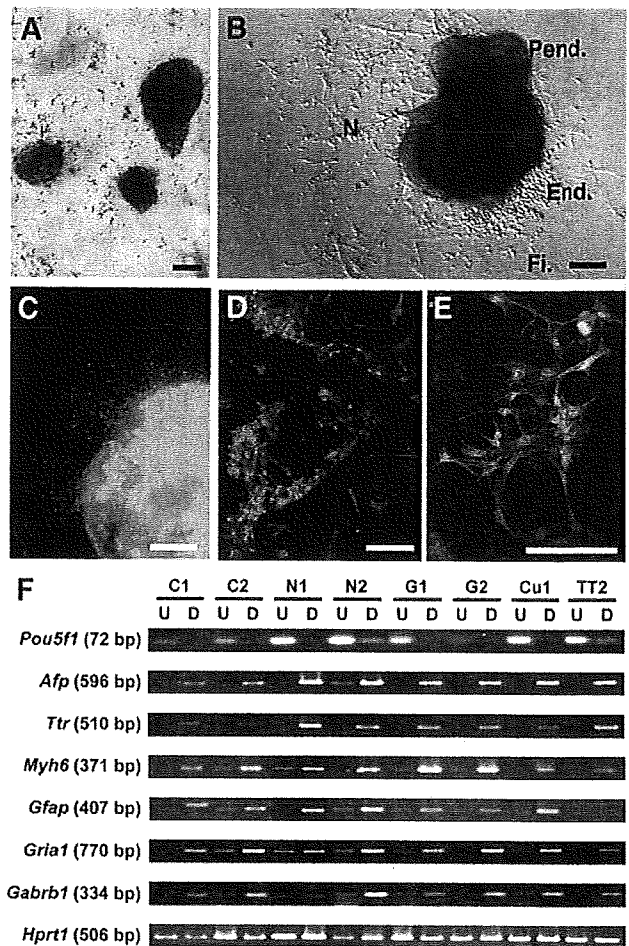 A
B
Pend.
N
End.
Fi.
C
D
E
F
C1 C2 N1 N2 G1 G2 Cu1 TT2
U D U D U D U D U D U D U D U D
Pou5f1 (72 bp)
Afp (596 bp)
Ttr (510 bp)
Myh6 (371 bp)
Gfap (407 bp)
Gria1 (770 bp)
Gabrb1 (334 bp)
Hprt1 (506 bp)